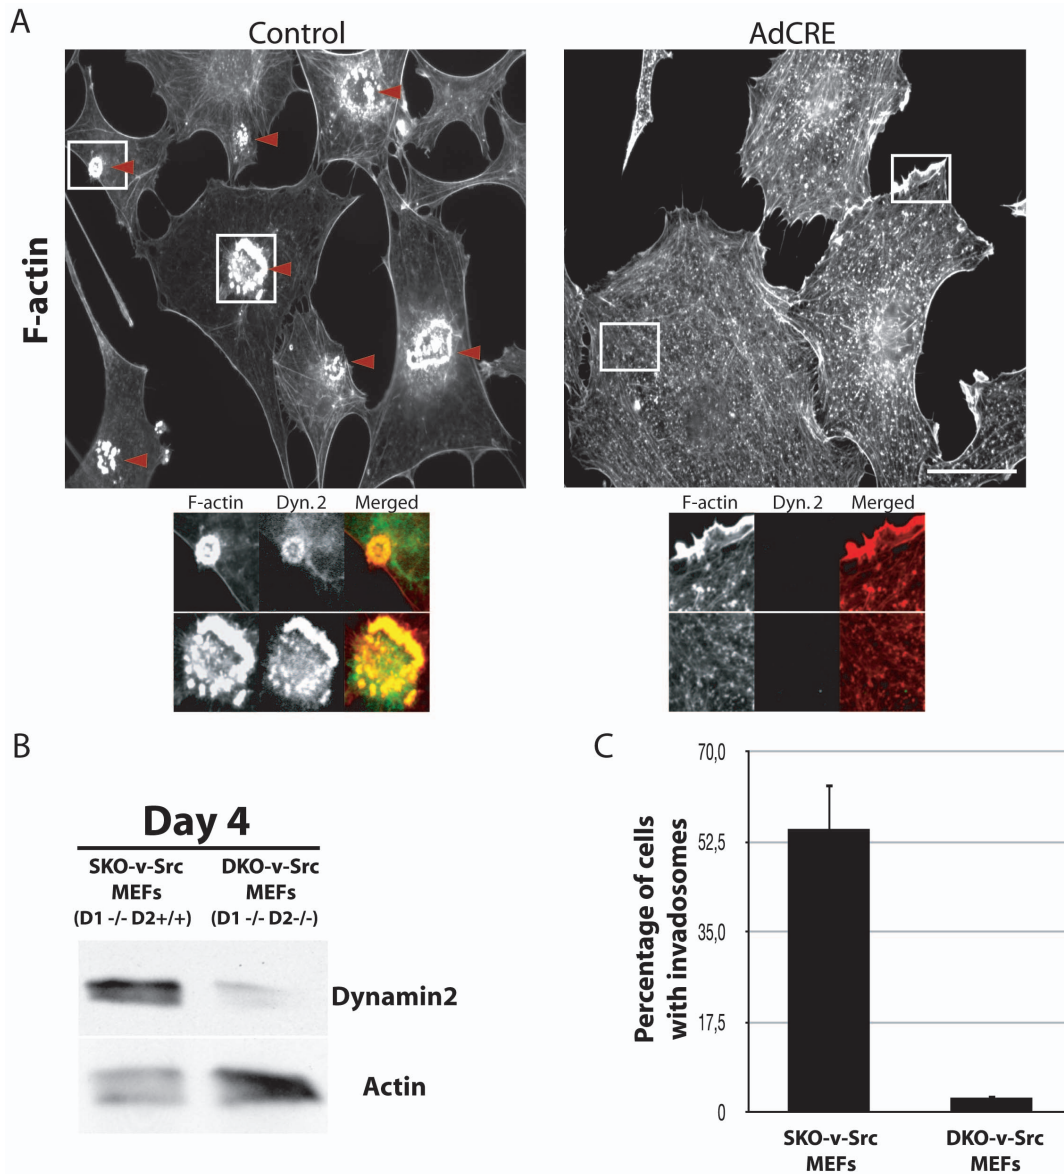 A
Control
AdCRE
F-actin
F-actin Dyn. 2 Merged
F-actin Dyn. 2 Merged
B
Day 4
SKO-v-Src
MEFs
(D1 -/- D2+/+)
DKO-v-Src
MEFs
(D1 -/- D2-/-)
Dynamin2
Actin
C
Percentage of cells
with invadosomes
70,0
52,5
35,0
17,5
0
SKO-v-Src
MEFs
DKO-v-Src
MEFs